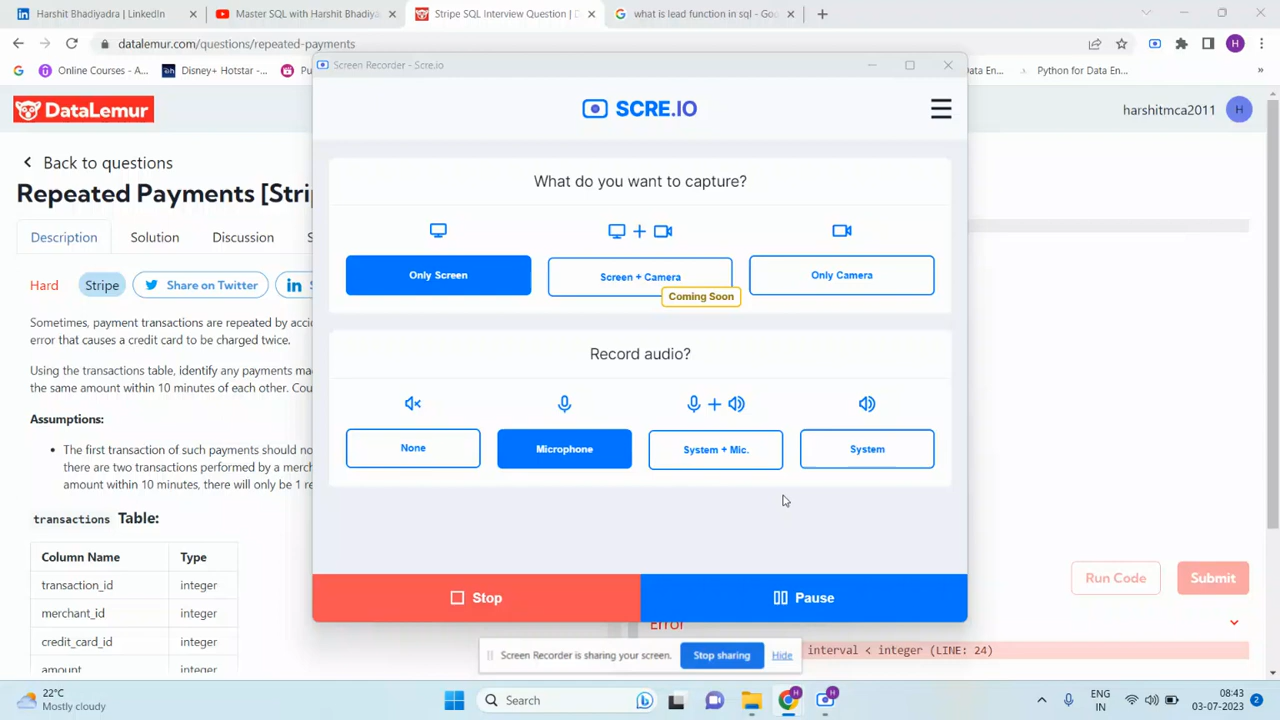 Harshit Bhadiyadra | LinkedIn
Master SQL with Harshit Bhadiya
Stripe SQL Interview Question | D
what is lead function in sql - Goo
datalemur.com/questions/repeated-payments
H
Online Courses - A...
Disney+ Hotstar -...
Data En...
Python for Data En...
»
Screen Recorder - Scre.io
SCRE.IO
DataLemur
harshitmca2011
H
Back to questions
Repeated Payments [Stri
Description
Solution
Discussion
S
Hard
Stripe
Share on Twitter
in
Sometimes, payment transactions are repeated by acci
error that causes a credit card to be charged twice.
Using the transactions table, identify any payments ma
the same amount within 10 minutes of each other. Cou
Assumptions:
• The first transaction of such payments should no
there are two transactions performed by a merc
amount within 10 minutes, there will only be 1 re
transactions Table:
Column Name Type
transaction_id integer
merchant_id integer
credit_card_id integer
amount integer
What do you want to capture?
Only Screen
Screen + Camera
Coming Soon
Only Camera
Record audio?
None
Microphone
System + Mic.
System
Stop
Pause
Run Code
Submit
Error
interval < integer (LINE: 24)
Screen Recorder is sharing your screen.
Stop sharing
Hide
22°C
Mostly cloudy
Search
ENG
IN
08:43
03-07-2023
2